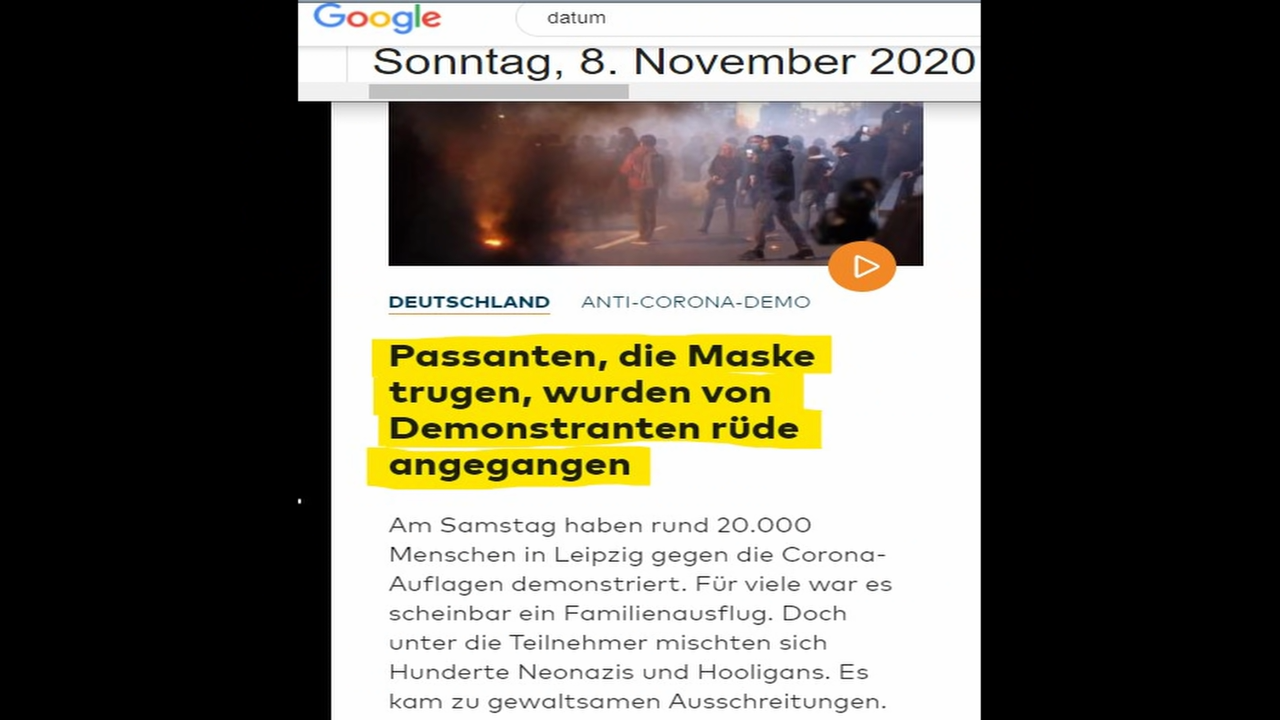 Google
datum
Sonntag, 8. November 2020
DEUTSCHLAND ANTI-CORONA-DEMO
Passanten, die Maske
trugen, wurden von
Demonstranten rüde
angegangen
Am Samstag haben rund 20.000
Menschen in Leipzig gegen die Corona-
Auflagen demonstriert. Für viele war es
scheinbar ein Familienausflug. Doch
unter die Teilnehmer mischten sich
Hunderte Neonazis und Hooligans. Es
kam zu gewaltsamen Ausschreitungen.